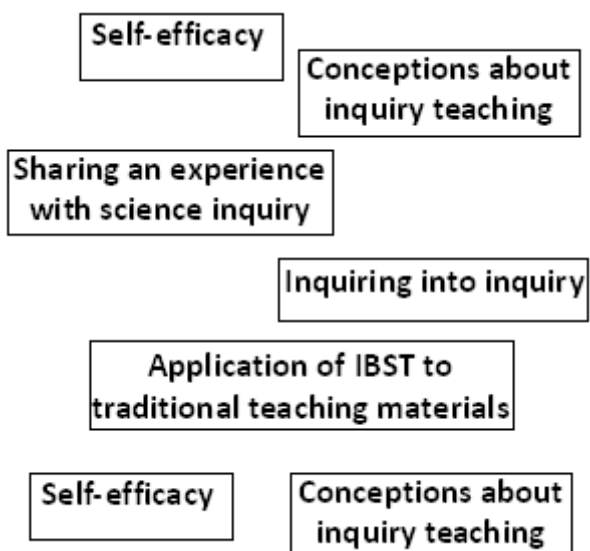 Self-efficacy
Conceptions about
inquiry teaching
Sharing an experience
with science inquiry
Inquiring into inquiry
Application of IBST to
traditional teaching materials
Self-efficacy
Conceptions about
inquiry teaching